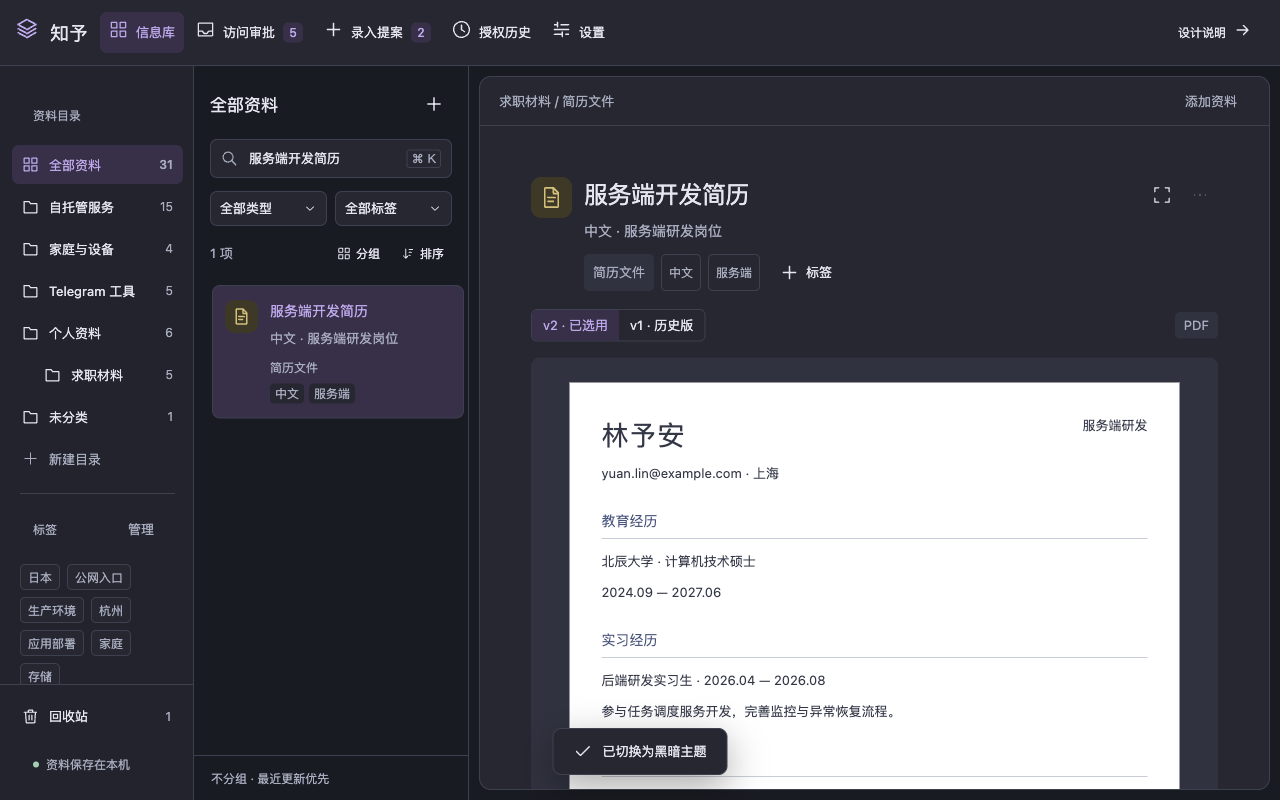 知予
信息库
访问审批 5
录入提案 2
授权历史
设置
设计说明
资料目录
全部资料 31
自托管服务 15
家庭与设备 4
Telegram 工具 5
个人资料 6
求职材料 5
未分类 1
新建目录
标签 管理
日本 公网入口
生产环境 杭州
应用部署 家庭
存储
回收站 1
资料保存在本机
全部资料
服务端开发简历 ⌘ K
全部类型 全部标签
1 项 分组 排序
服务端开发简历
中文 · 服务端研发岗位
简历文件
中文 服务端
不分组 · 最近更新优先
求职材料 / 简历文件 添加资料
服务端开发简历
中文 · 服务端研发岗位
简历文件 中文 服务端 标签
v2 · 已选用 v1 · 历史版 PDF
林予安 服务端研发
yuan.lin@example.com · 上海
教育经历
北辰大学 · 计算机技术硕士
2024.09 — 2027.06
实习经历
后端研发实习生 · 2026.04 — 2026.08
参与任务调度服务开发，完善监控与异常恢复流程。
已切换为黑暗主题